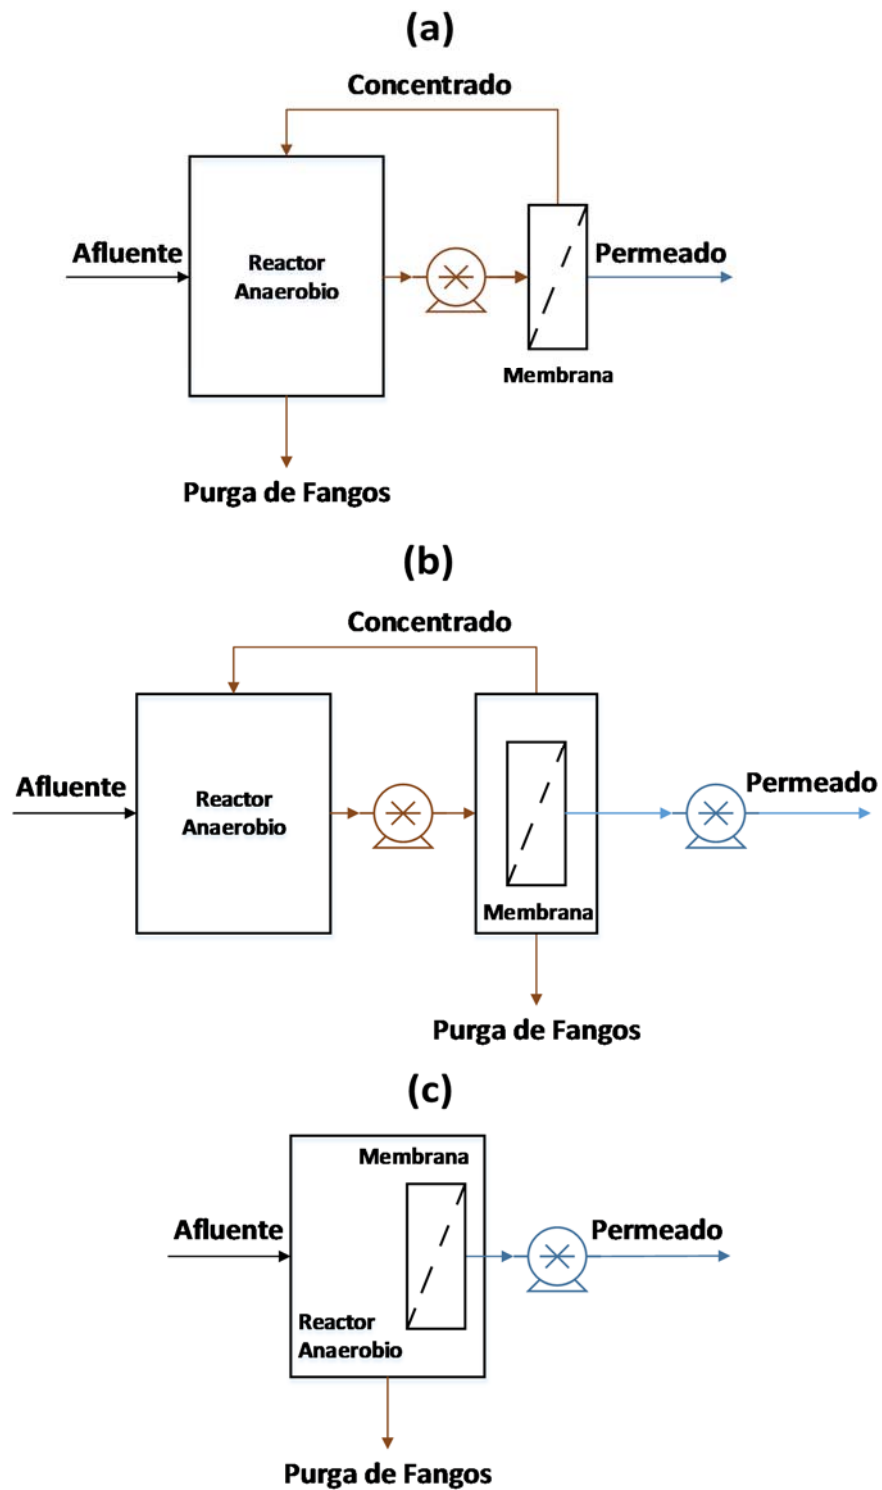 (a)
Concentrado
Afluente
Reactor
Anaerobio
Permeado
Membrana
Purga de Fangos
(b)
Concentrado
Afluente
Reactor
Anaerobio
Permeado
Membrana
Purga de Fangos
(c)
Membrana
Afluente
Permeado
Reactor
Anaerobio
Purga de Fangos